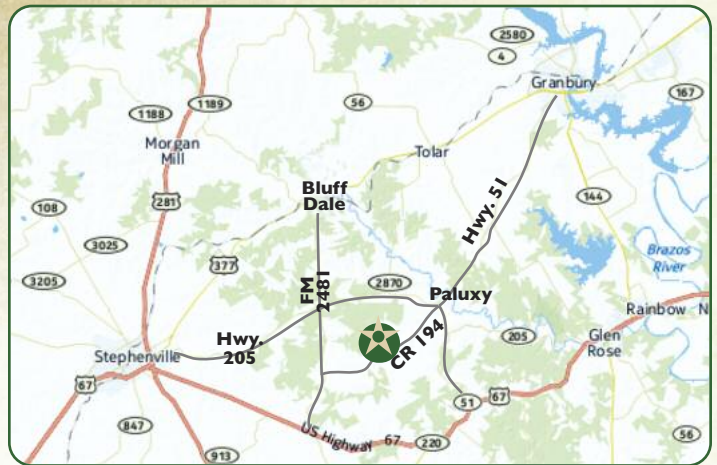 2580
4
Granbury
167
1188
1189
56
Morgan
Mill
Tolar
Bluff
Dale
281
108
144
Hwy. 51
3025
377
Brazos
River
3205
FM
2481
2870
Paluxy
Rainbow N
Hwy.
205
CR 194
205
Glen
Rose
Stephenville
67
51
67
847
US Highway 67
220
56
913